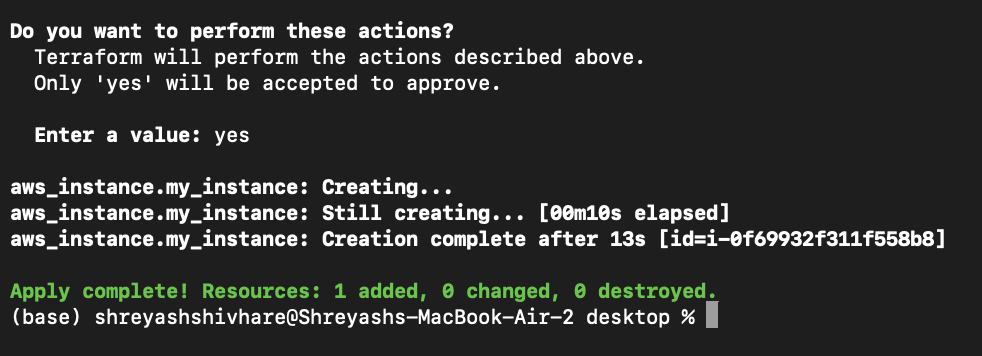 Do you want to perform these actions?
Terraform will perform the actions described above.
Only 'yes' will be accepted to approve.
Enter a value: yes
aws_instance.my_instance: Creating...
aws_instance.my_instance: Still creating... [00m10s elapsed]
aws_instance.my_instance: Creation complete after 13s [id=i-0f69932f311f558b8]
Apply complete! Resources: 1 added, 0 changed, 0 destroyed.
(base) shreyashshivhare@Shreyashs-MacBook-Air-2 desktop %